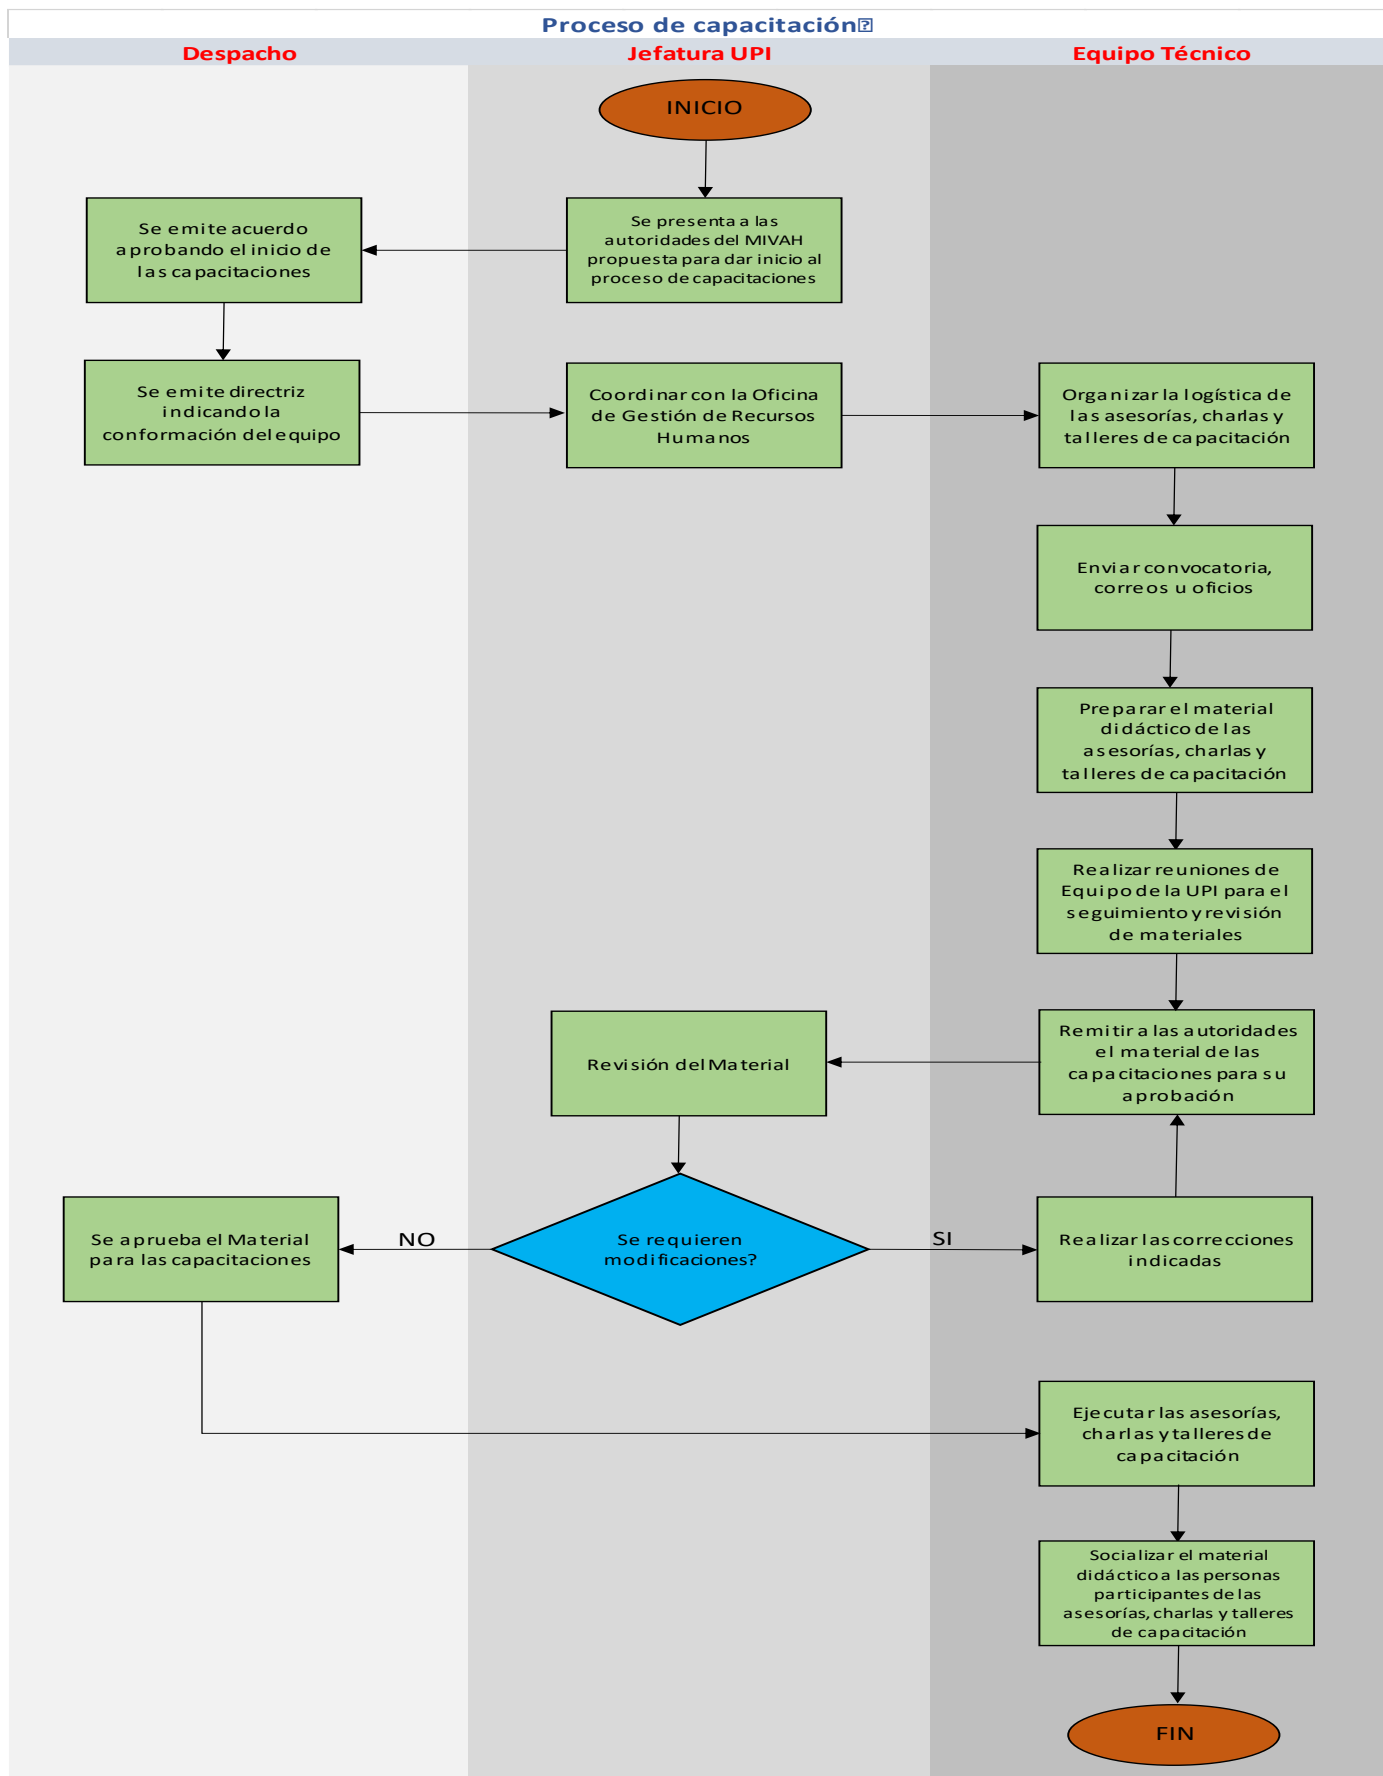 Proceso de capacitación
Despacho
Jefatura UPI
Equipo Técnico
INICIO
Se presenta a las
autoridades del MIVAH
propuesta para dar inicio al
proceso de capacitaciones
Se emite acuerdo
aprobando el inicio de
las capacitaciones
Se emite directriz
indicando la
conformación del equipo
Coordinar con la Oficina
de Gestión de Recursos
Humanos
Organizar la logística de
las asesorías, charlas y
talleres de capacitación
Enviar convocatoria,
correos u oficios
Preparar el material
didáctico de las
asesorías, charlas y
talleres de capacitación
Realizar reuniones de
Equipo de la UPI para el
seguimiento y revisión
de materiales
Remitir a las autoridades
el material de las
capacitaciones para su
aprobación
Revisión del Material
Se requieren
modificaciones?
NO
SI
Se aprueba el Material
para las capacitaciones
Realizar las correcciones
indicadas
Ejecutar las asesorías,
charlas y talleres de
capacitación
Socializar el material
didáctico a las personas
participantes de las
asesorías, charlas y talleres
de capacitación
FIN